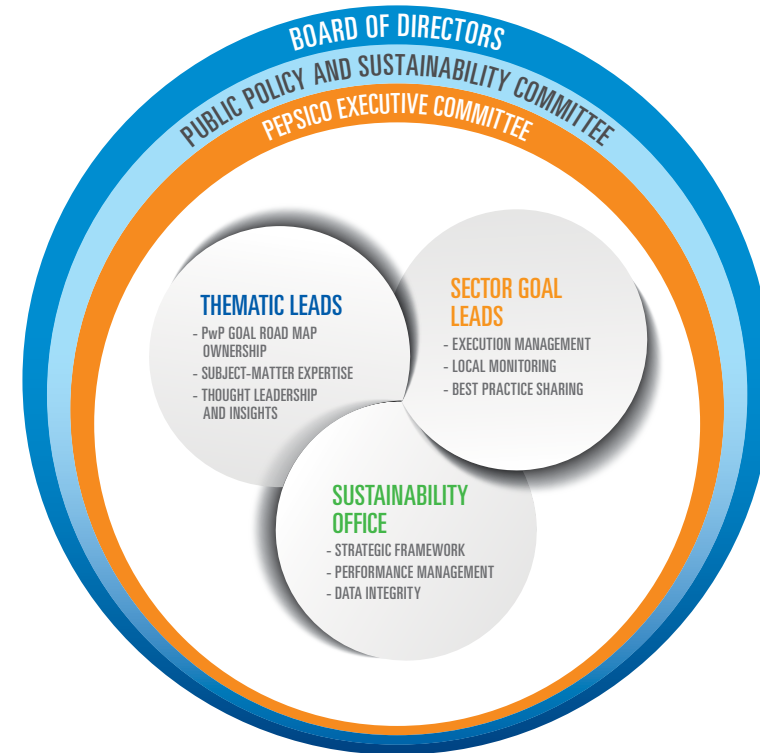 BOARD OF DIRECTORS
PUBLIC POLICY AND SUSTAINABILITY COMMITTEE
PEPSICO EXECUTIVE COMMITTEE
THEMATIC LEADS
- PwP GOAL ROAD MAP
OWNERSHIP
- SUBJECT-MATTER EXPERTISE
- THOUGHT LEADERSHIP
AND INSIGHTS
SECTOR GOAL
LEADS
- EXECUTION MANAGEMENT
- LOCAL MONITORING
- BEST PRACTICE SHARING
SUSTAINABILITY
OFFICE
- STRATEGIC FRAMEWORK
- PERFORMANCE MANAGEMENT
- DATA INTEGRITY